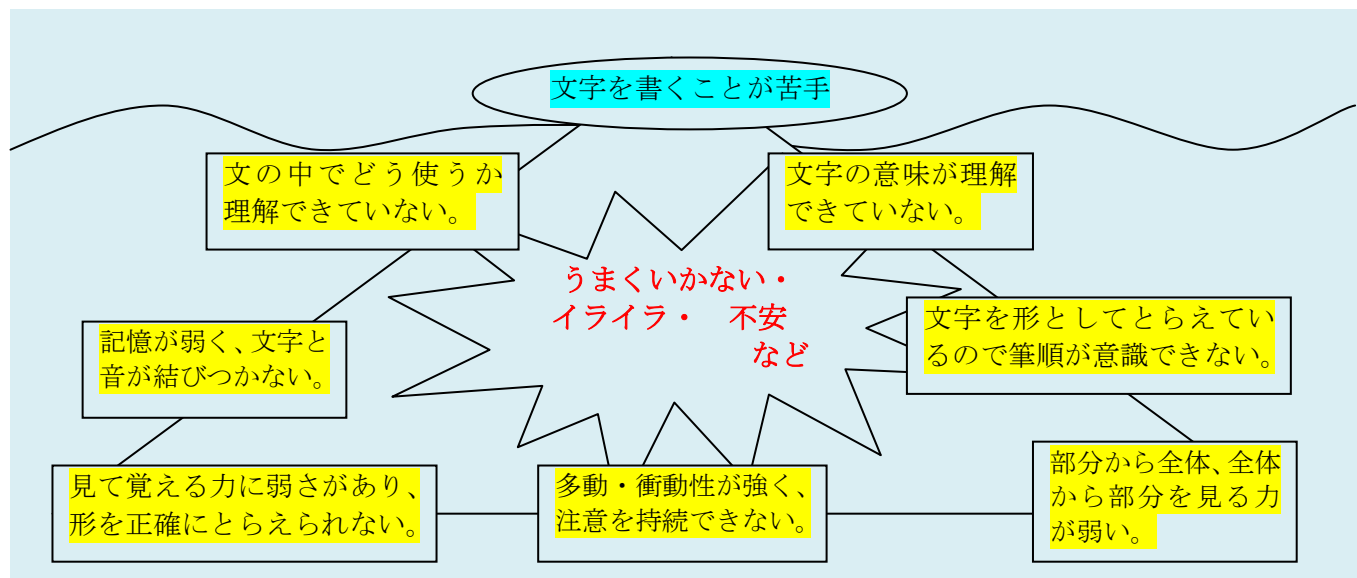 文字を書くことが苦手
文の中でどう使うか
理解できていない。
文字の意味が理解
できていない。
うまくいかない・
イライラ・　不安
など
記憶が弱く、文字と
音が結びつかない。
文字を形としてとらえてい
るので筆順が意識できない。
見て覚える力に弱さがあり、
形を正確にとらえられない。
多動・衝動性が強く、
注意を持続できない。
部分から全体、全体
から部分を見る力
が弱い。